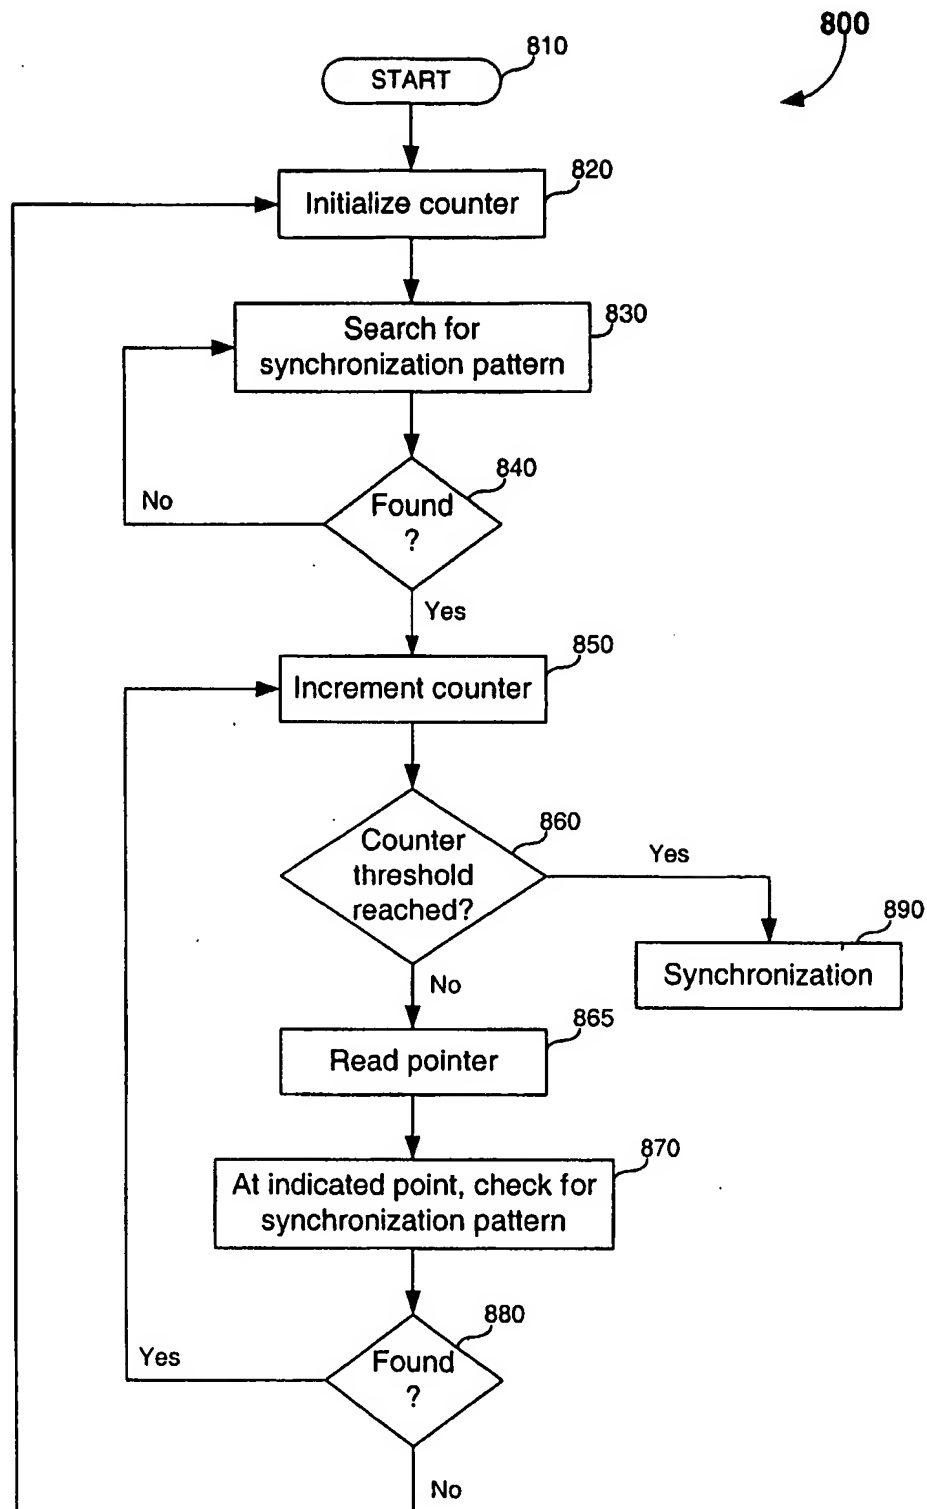 800
810
START
820
Initialize counter
830
Search for
synchronization pattern
840
Found
?
No
Yes
850
Increment counter
860
Counter
threshold
reached?
Yes
890
Synchronization
No
865
Read pointer
870
At indicated point, check for
synchronization pattern
880
Found
?
Yes
No